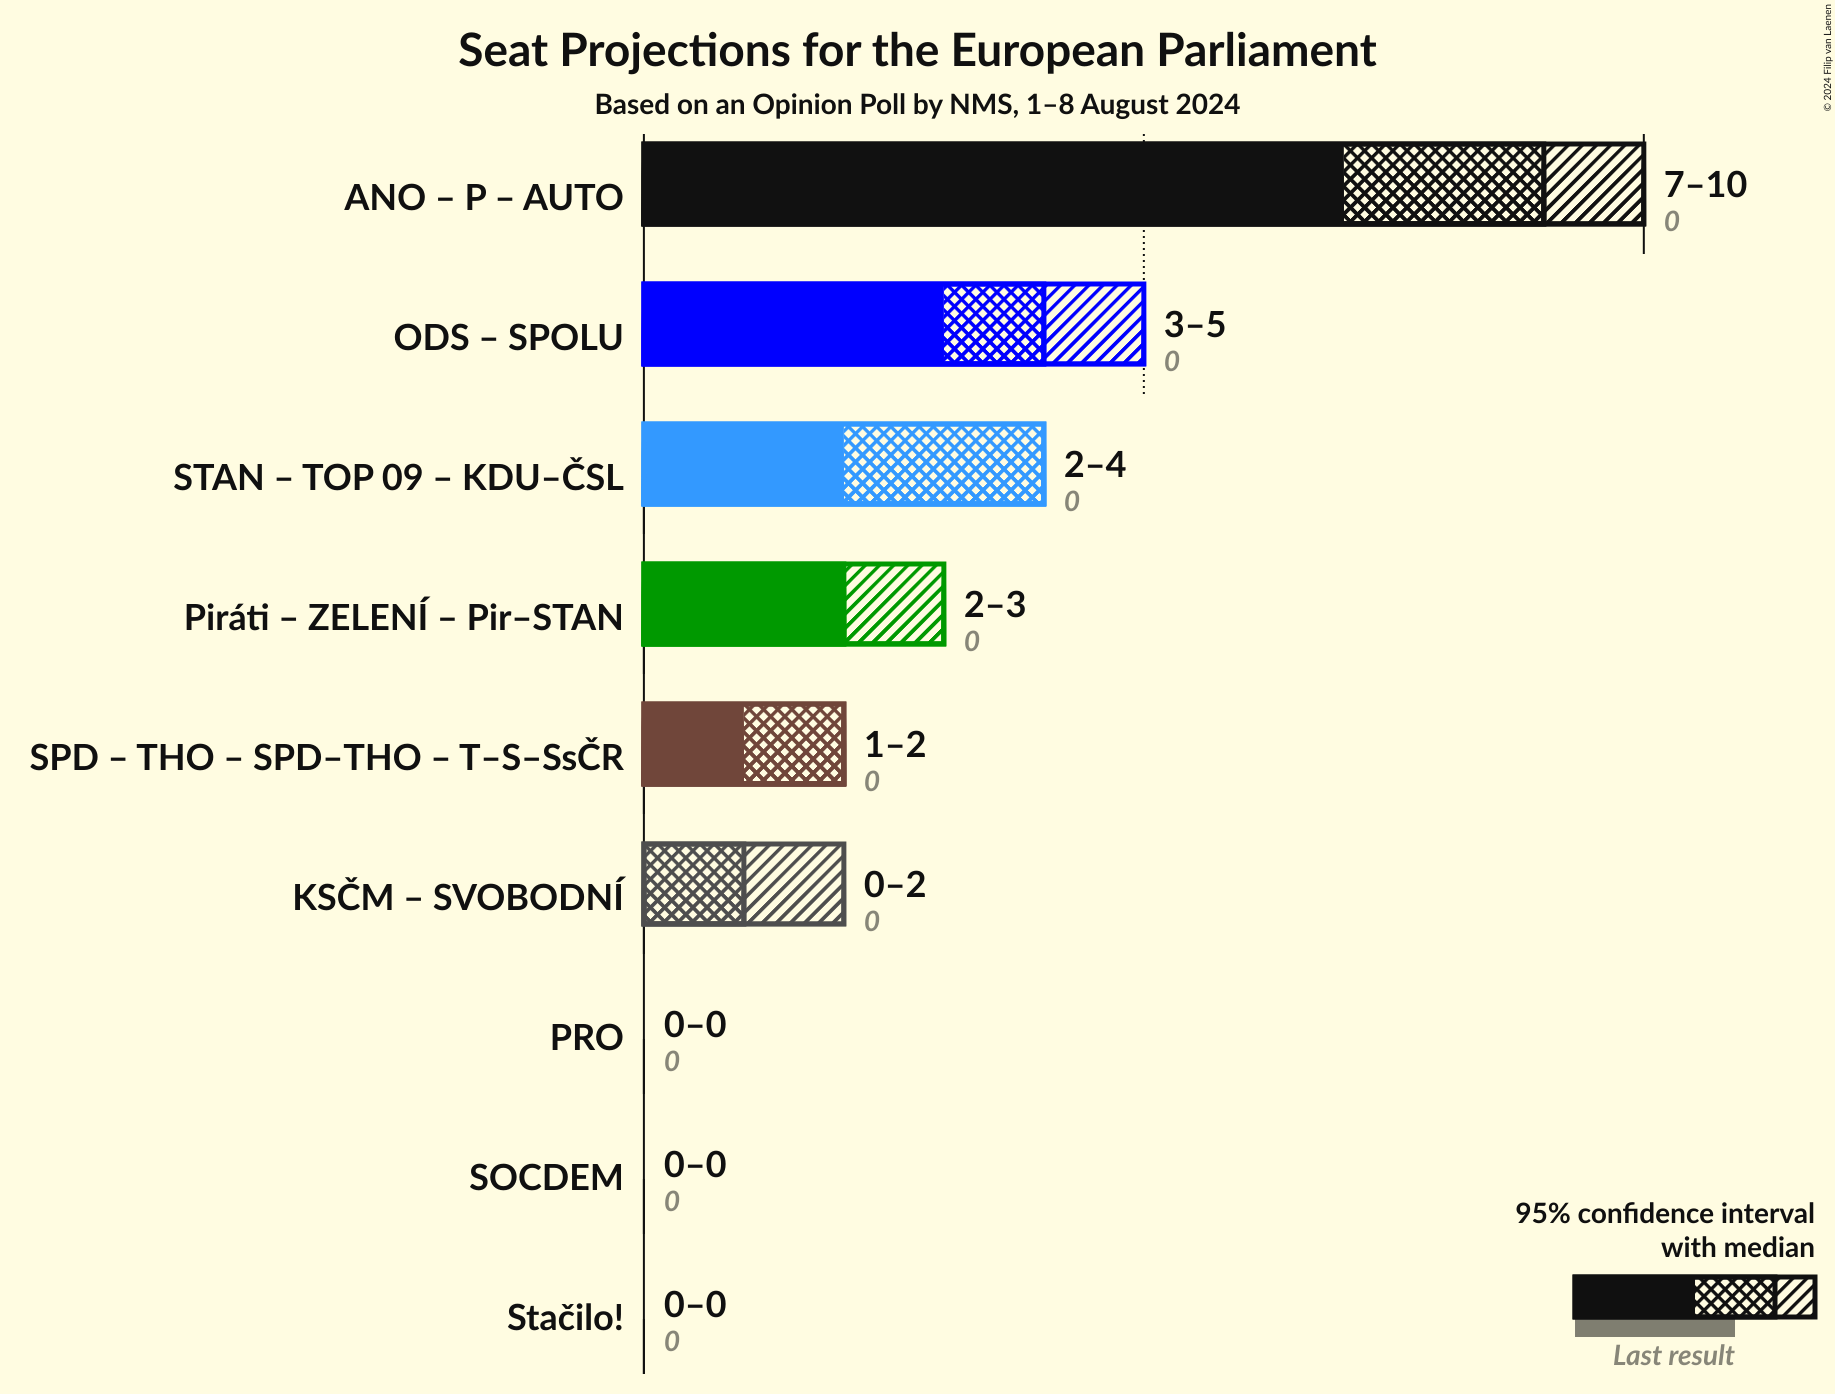 Seat Projections for the European Parliament
Based on an Opinion Poll by NMS, 1–8 August 2024
© 2024 Filip van Laenen
ANO – P – AUTO
7–10
0
ODS – SPOLU
3–5
0
STAN – TOP 09 – KDU–ČSL
2–4
0
Piráti – ZELENÍ – Pir–STAN
2–3
0
SPD – THO – SPD–THO – T–S–SsČR
1–2
0
KSČM – SVOBODNÍ
0–2
0
PRO
0–0
0
SOCDEM
0–0
0
Stačilo!
0–0
0
95% confidence interval
with median
Last result